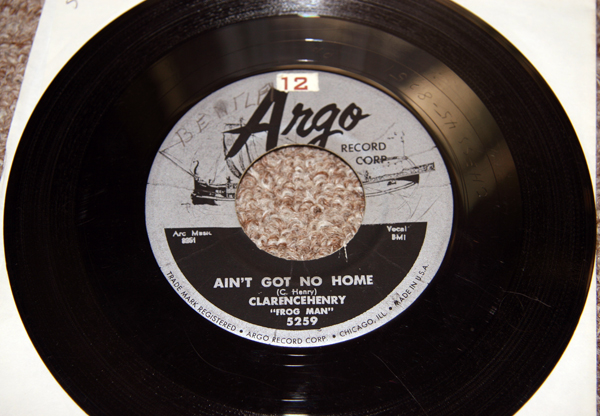 12
Argo
RECORD
CORP.
Arc Music
Vocal
BMI
AIN'T GOT NO HOME
(C. Henry)
CLARENCEHENRY
"FROG MAN"
5259
TRADE MARK REGISTERED • ARGO RECORD CORP. • CHICAGO, ILL. • MADE IN U.S.A.